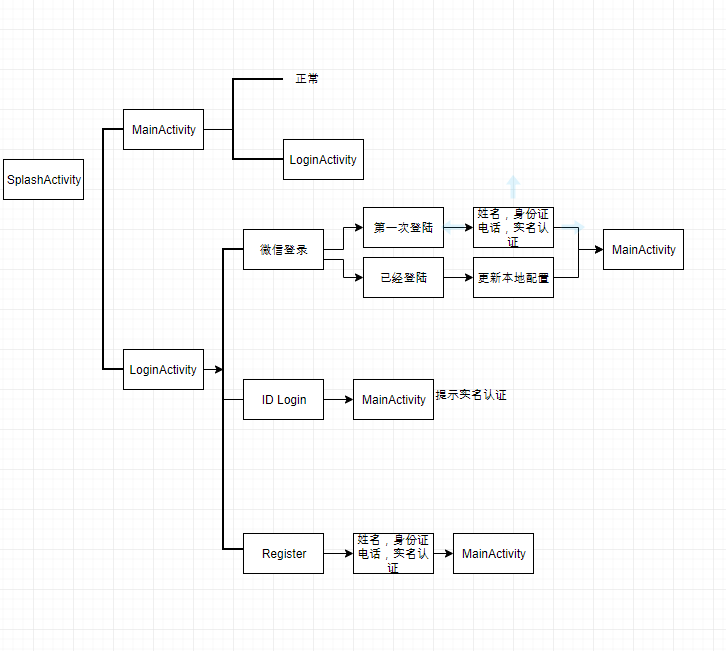 正常
MainActivity
LoginActivity
SplashActivity
微信登录
第一次登陆
姓名，身份证
电话，实名认
证
MainActivity
已经登陆
更新本地配置
LoginActivity
ID Login
MainActivity
提示实名认证
Register
姓名，身份证
电话，实名认
证
MainActivity